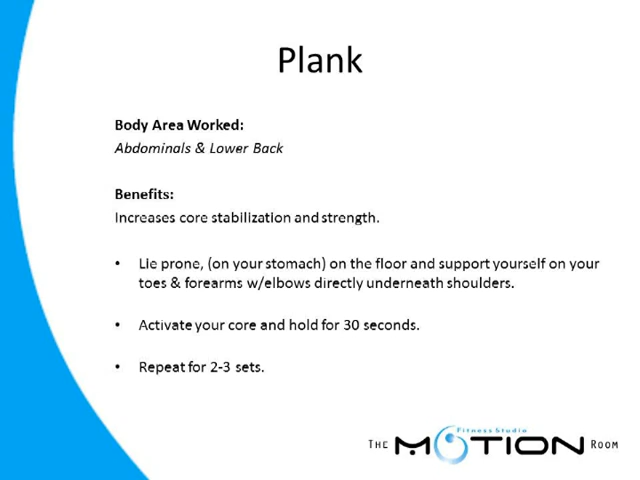 Plank
Body Area Worked:
Abdominals & Lower Back
Benefits:
Increases core stabilization and strength.
• Lie prone, (on your stomach) on the floor and support yourself on your
toes & forearms w/elbows directly underneath shoulders.
• Activate your core and hold for 30 seconds.
• Repeat for 2-3 sets.
Fitness Studio
THE MOTION ROOM